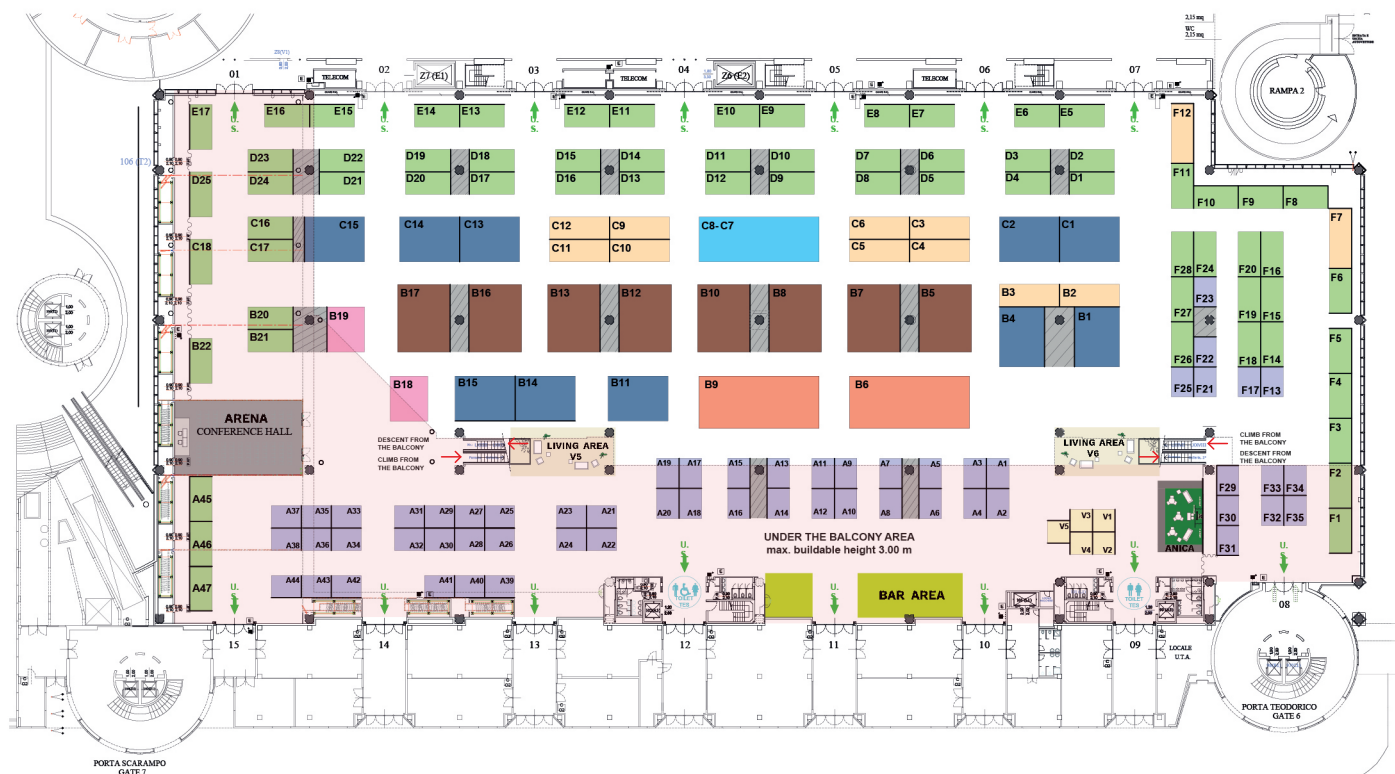 2,15 mq
WC
2,15 mq
01
02
03
04
05
06
07
TELECOM
Z7 (E1)
TELECOM
Z6 (E2)
TELECOM
RAMPA 2
106 (T2)
U.
S.
U.
S.
U.
S.
U.
S.
U.
S.
U.
S.
U.
S.
E17
E16
E15
E14
E13
E12
E11
E10
E9
E8
E7
E6
E5
F12
D23
D22
D19
D18
D15
D14
D11
D10
D7
D6
D3
D2
D25
D24
D21
D20
D17
D16
D13
D12
D9
D8
D5
D4
D1
F11
F10
F9
F8
F7
C16
C15
C14
C13
C12
C9
C8- C7
C6
C3
C2
C1
C18
C17
C11
C10
C5
C4
F28
F24
F20
F16
F6
B17
B16
B13
B12
B10
B8
B7
B5
B3
B2
F23
B20
B19
B4
B1
F27
F19
F15
B21
B22
F26
F22
F18
F14
F5
B18
B15
B14
B11
B9
B6
F25
F21
F17
F13
F4
ARENA
CONFERENCE HALL
F3
DESCENT FROM
THE BALCONY
CLIMB FROM
THE BALCONY
LIVING AREA
V5
LIVING AREA
V6
CLIMB FROM
THE BALCONY
DESCENT FROM
THE BALCONY
A19
A17
A15
A13
A11
A9
A7
A5
A3
A1
F29
F33
F34
F2
A45
A20
A18
A16
A14
A12
A10
A8
A6
A4
A2
F30
F32
F35
F1
A37
A35
A33
A31
A29
A27
A25
A23
A21
V3
V1
V5
A46
A38
A36
A34
A32
A30
A28
A26
A24
A22
V4
V2
ANICA
F31
UNDER THE BALCONY AREA
max. buildable height 3.00 m
A47
A44
A43
A42
A41
A40
A39
U.
S.
U.
S.
U.
S.
U.
S.
U.
S.
U.
S.
U.
S.
U.
S.
TOILET
TOILET
BAR AREA
08
15
14
13
12
11
10
09
LOCALE
U.T.A.
PORTA SCARAMPO
GATE 7
PORTA TEODORICO
GATE 6